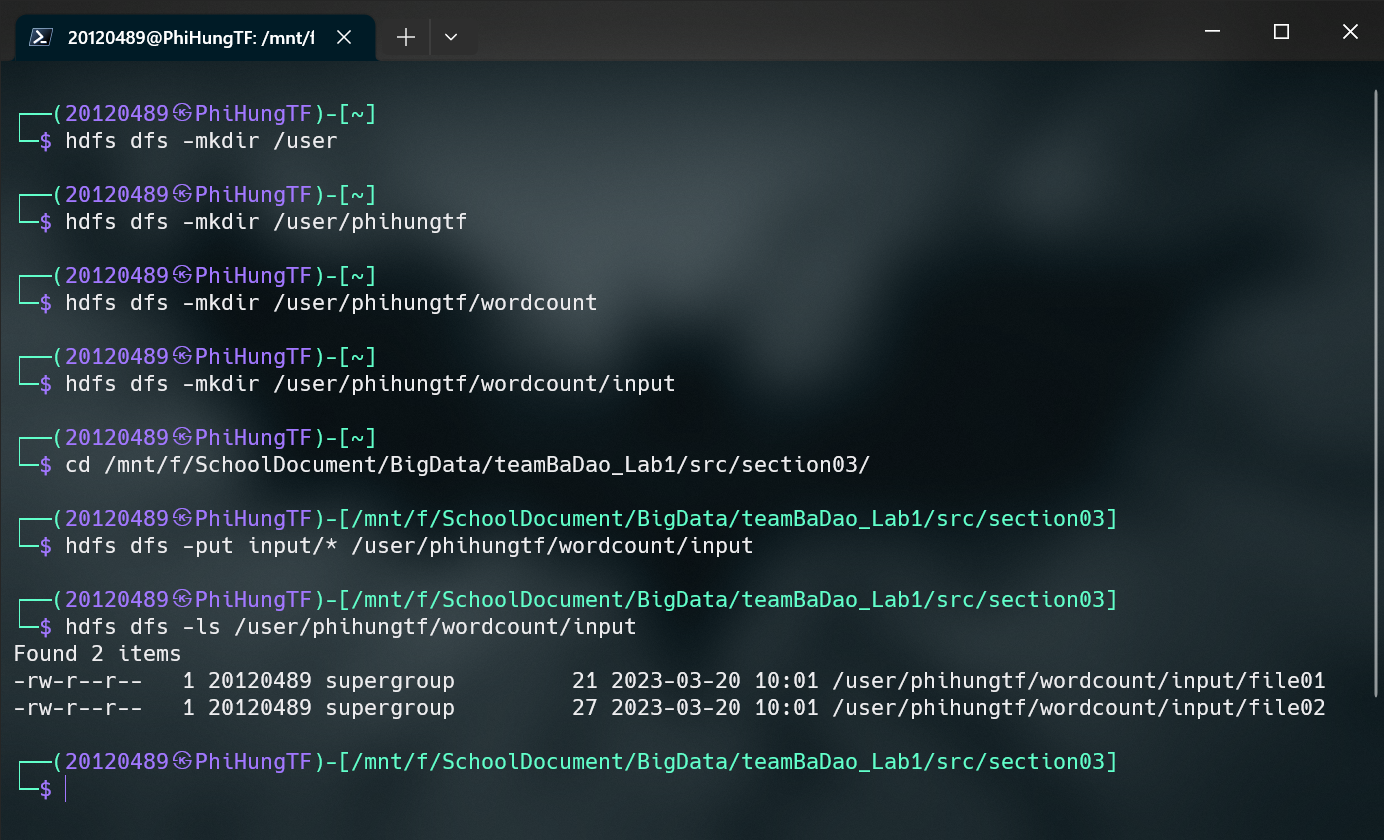 20120489@PhiHungTF: /mnt/f
┌──(20120489㉿PhiHungTF)-[~]
└─$ hdfs dfs -mkdir /user
┌──(20120489㉿PhiHungTF)-[~]
└─$ hdfs dfs -mkdir /user/phihungtf
┌──(20120489㉿PhiHungTF)-[~]
└─$ hdfs dfs -mkdir /user/phihungtf/wordcount
┌──(20120489㉿PhiHungTF)-[~]
└─$ hdfs dfs -mkdir /user/phihungtf/wordcount/input
┌──(20120489㉿PhiHungTF)-[~]
└─$ cd /mnt/f/SchoolDocument/BigData/teamBaDao_Lab1/src/section03/
┌──(20120489㉿PhiHungTF)-[/mnt/f/SchoolDocument/BigData/teamBaDao_Lab1/src/section03]
└─$ hdfs dfs -put input/* /user/phihungtf/wordcount/input
┌──(20120489㉿PhiHungTF)-[/mnt/f/SchoolDocument/BigData/teamBaDao_Lab1/src/section03]
└─$ hdfs dfs -ls /user/phihungtf/wordcount/input
Found 2 items
-rw-r--r--   1 20120489 supergroup         21 2023-03-20 10:01 /user/phihungtf/wordcount/input/file01
-rw-r--r--   1 20120489 supergroup         27 2023-03-20 10:01 /user/phihungtf/wordcount/input/file02
┌──(20120489㉿PhiHungTF)-[/mnt/f/SchoolDocument/BigData/teamBaDao_Lab1/src/section03]
└─$